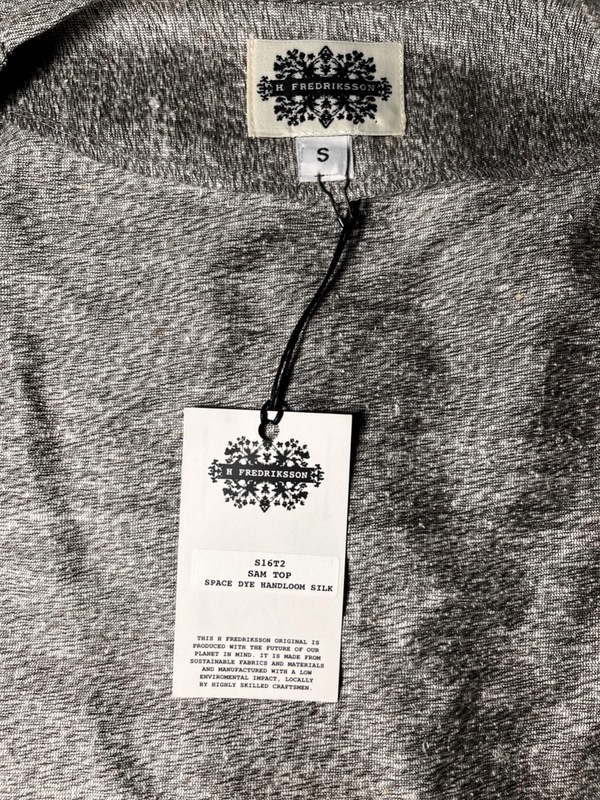 H FREDRIKSSON
S
H FREDRIKSSON
S16T2
SAM TOP
SPACE DYE HANDLOOM SILK
THIS H FREDRIKSSON ORIGINAL IS
PRODUCED WITH THE FUTURE OF OUR
PLANET IN MIND. IT IS MADE FROM
SUSTAINABLE FABRICS AND MATERIALS
AND MANUFACTURED WITH A LOW
ENVIROMENTAL IMPACT, LOCALLY
BY HIGHLY SKILLED CRAFTSMEN.